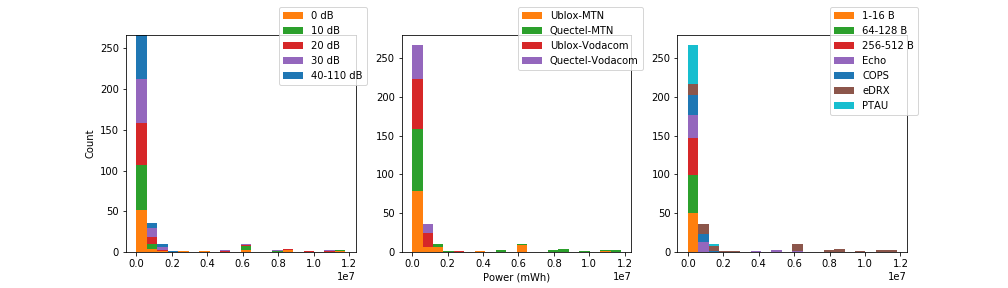 0 dB
10 dB
20 dB
30 dB
40-110 dB
Count
250
200
150
100
50
0
0.0 0.2 0.4 0.6 0.8 1.0 1.2
1e7
Ublox-MTN
Quectel-MTN
Ublox-Vodacom
Quectel-Vodacom
250
200
150
100
50
0
0.0 0.2 0.4 0.6 0.8 1.0 1.2
1e7
Power (mWh)
1-16 B
64-128 B
256-512 B
Echo
COPS
eDRX
PTAU
250
200
150
100
50
0
0.0 0.2 0.4 0.6 0.8 1.0 1.2
1e7